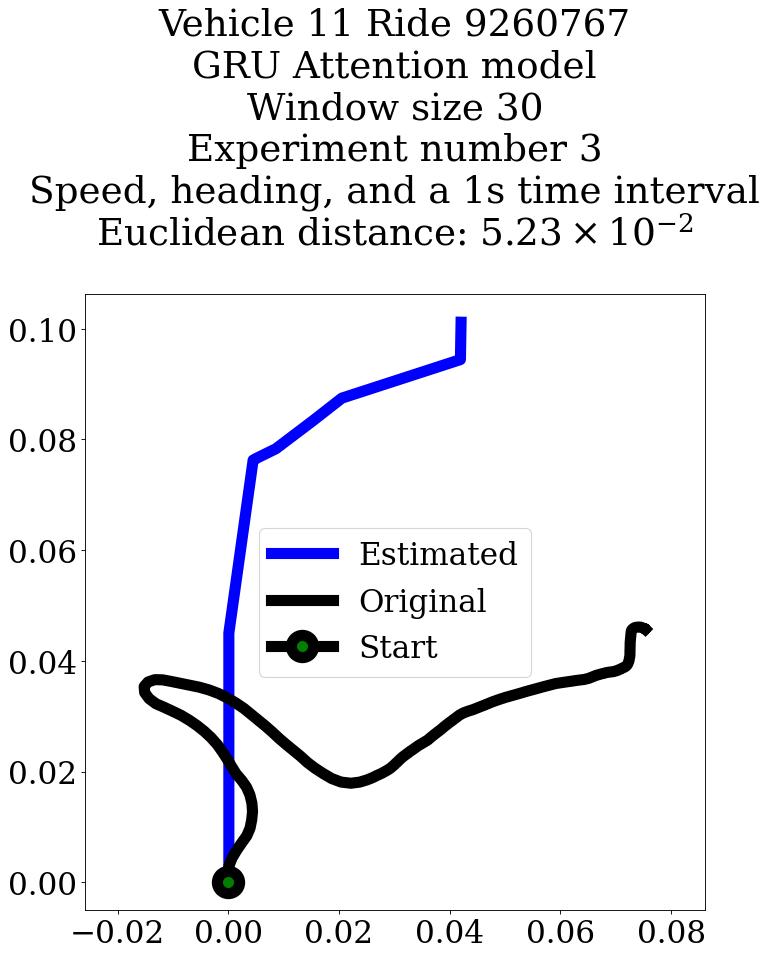 Vehicle 11 Ride 9260767
GRU Attention model
Window size 30
Experiment number 3
Speed, heading, and a 1s time interval
Euclidean distance: 5.23 × 10⁻²
0.10
0.08
0.06
0.04
0.02
0.00
Estimated
Original
Start
−0.02 0.00 0.02 0.04 0.06 0.08